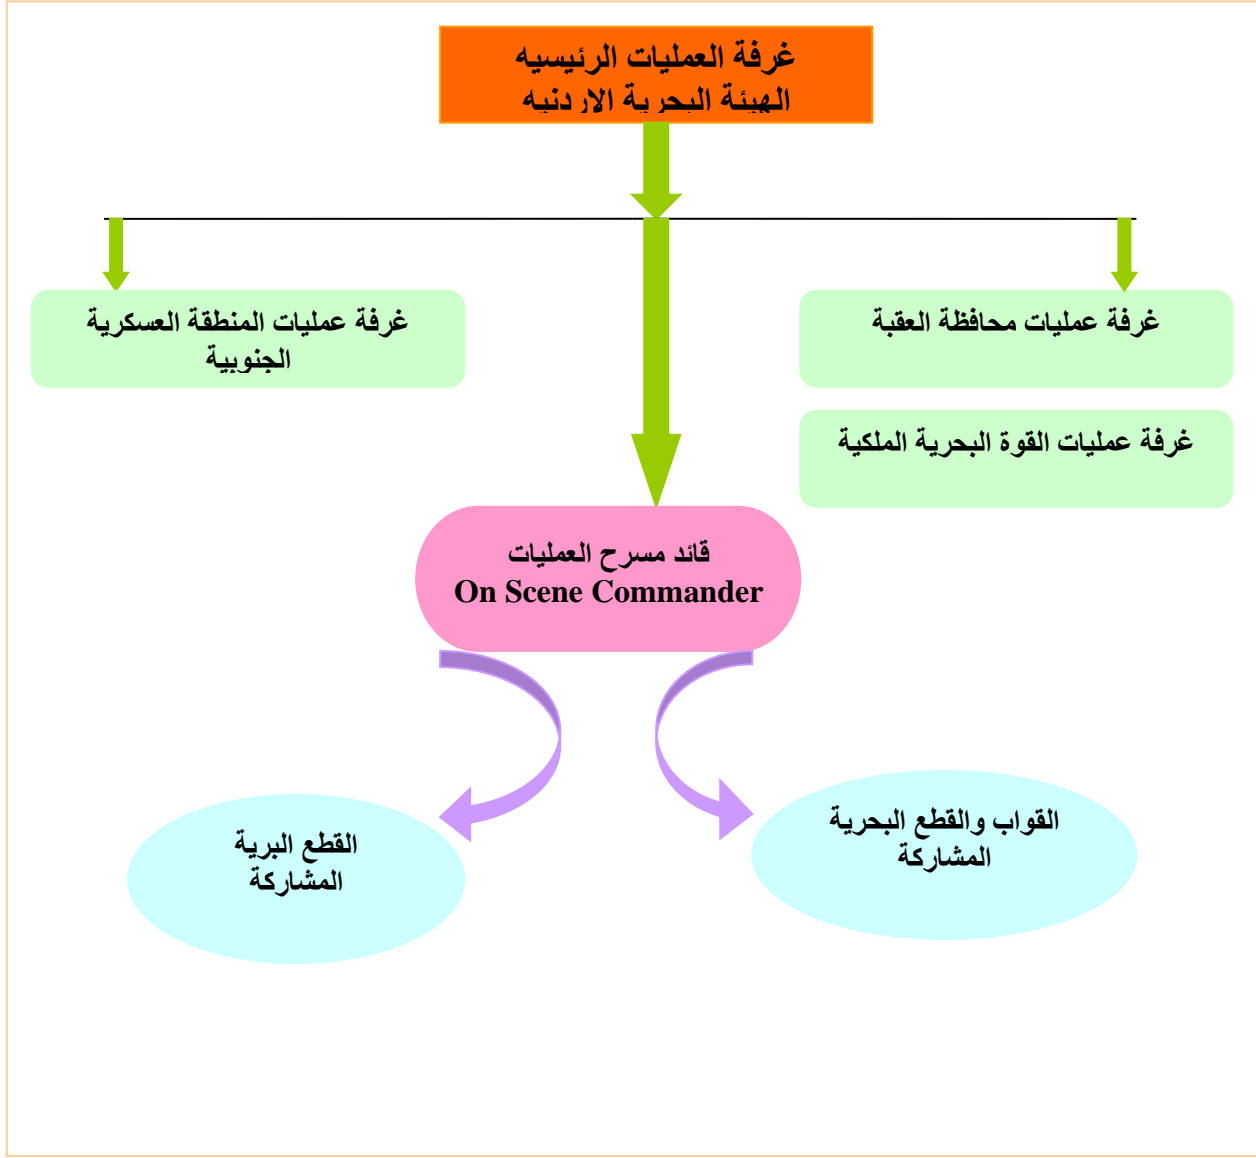 غرفة العمليات الرئيسيه
الهيئة البحرية الاردنيه
غرفة عمليات محافظة العقبة
غرفة عمليات المنطقة العسكرية
الجنوبية
غرفة عمليات القوة البحرية الملكية
قائد مسرح العمليات
On Scene Commander
القواب والقطع البحرية
المشاركة
القطع البرية
المشاركة